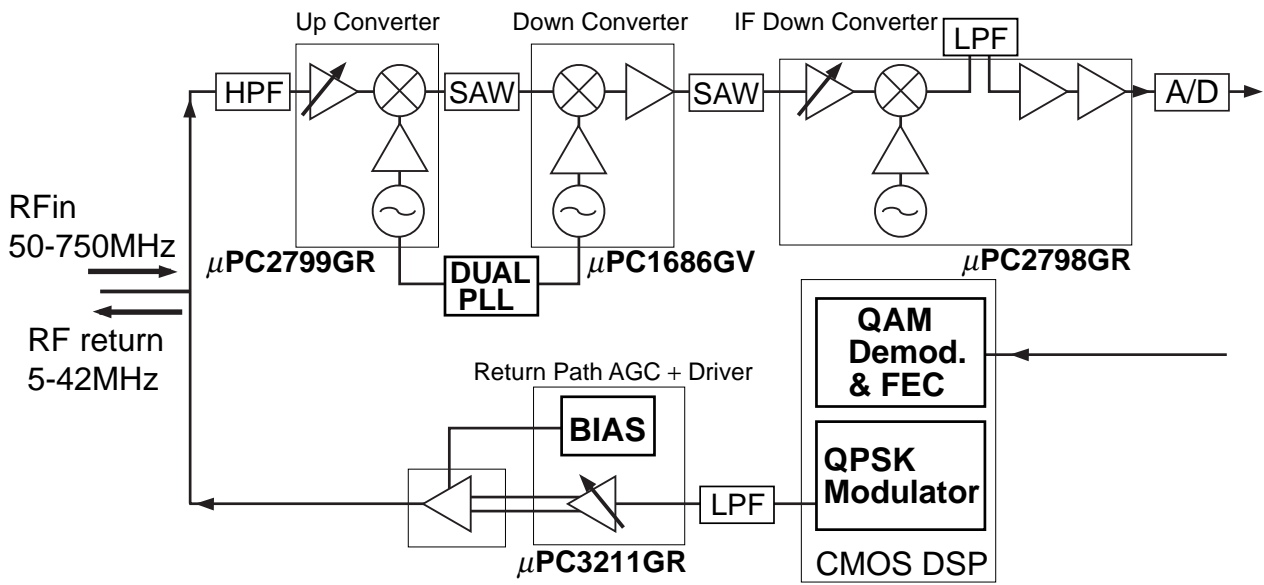 Up Converter
Down Converter
IF Down Converter
LPF
HPF
SAW
SAW
A/D
RFin
50-750MHz
µPC2799GR
DUAL
PLL
µPC1686GV
µPC2798GR
RF return
5-42MHz
QAM
Demod.
& FEC
Return Path AGC + Driver
BIAS
QPSK
Modulator
LPF
µPC3211GR
CMOS DSP